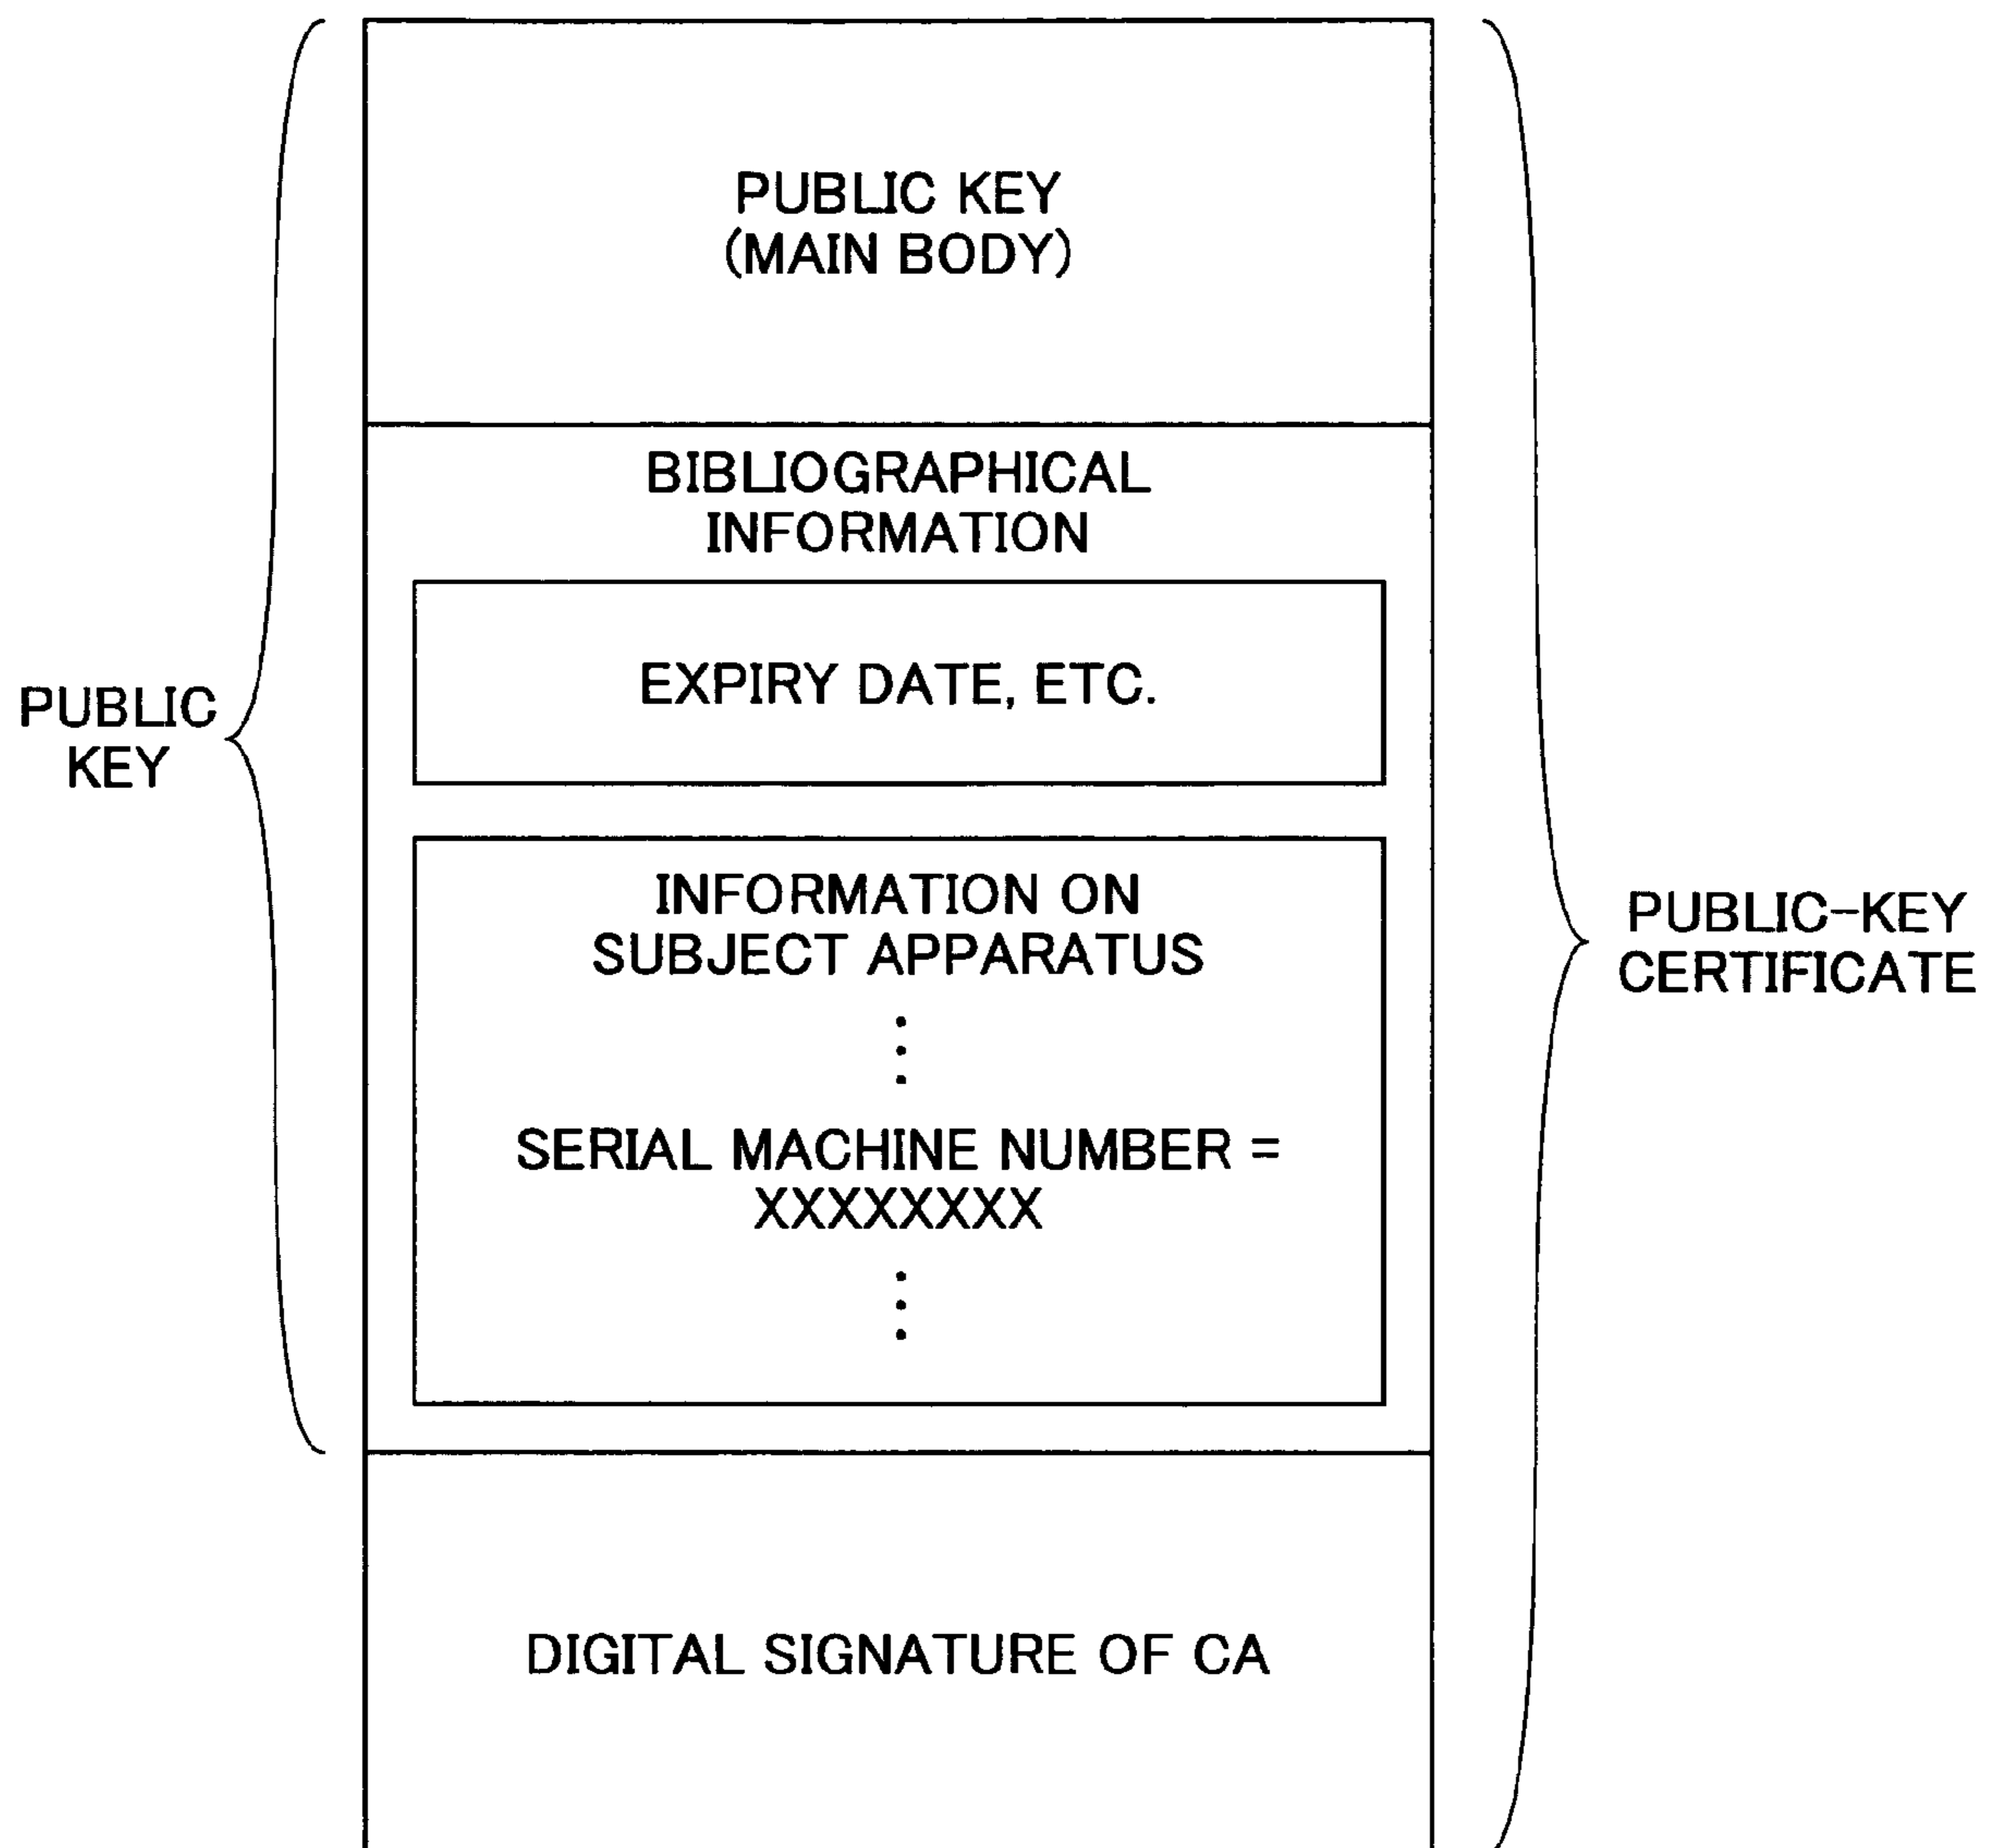 PUBLIC KEY
(MAIN BODY)
BIBLIOGRAPHICAL
INFORMATION
EXPIRY DATE, ETC.
PUBLIC
KEY
INFORMATION ON
SUBJECT APPARATUS
PUBLIC-KEY
CERTIFICATE
SERIAL MACHINE NUMBER =
XXXXXXXX
DIGITAL SIGNATURE OF CA